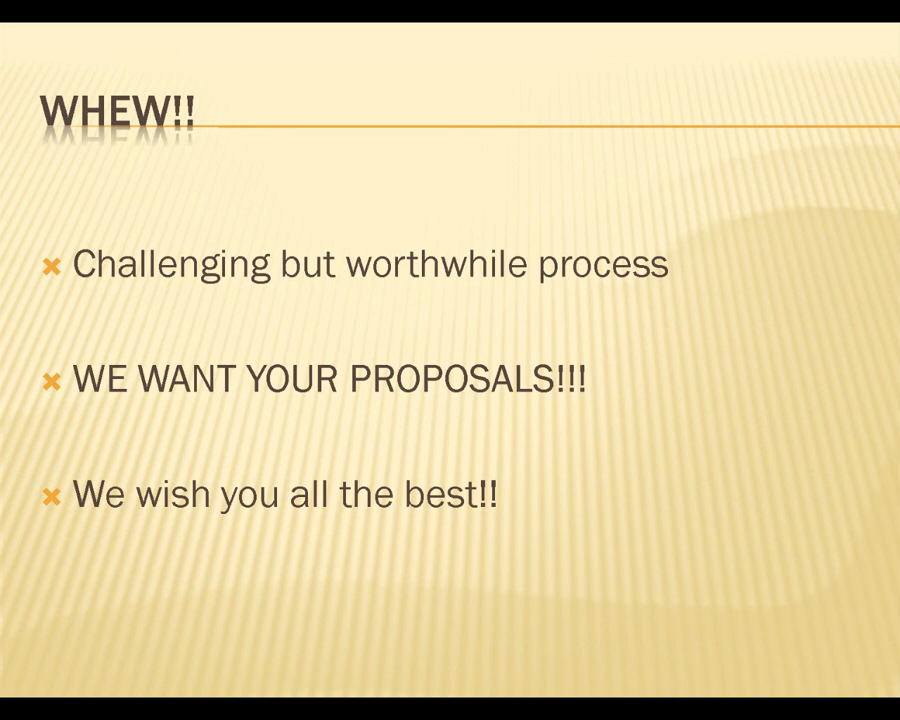 WHEW!!
Challenging but worthwhile process
WE WANT YOUR PROPOSALS!!!
We wish you all the best!!